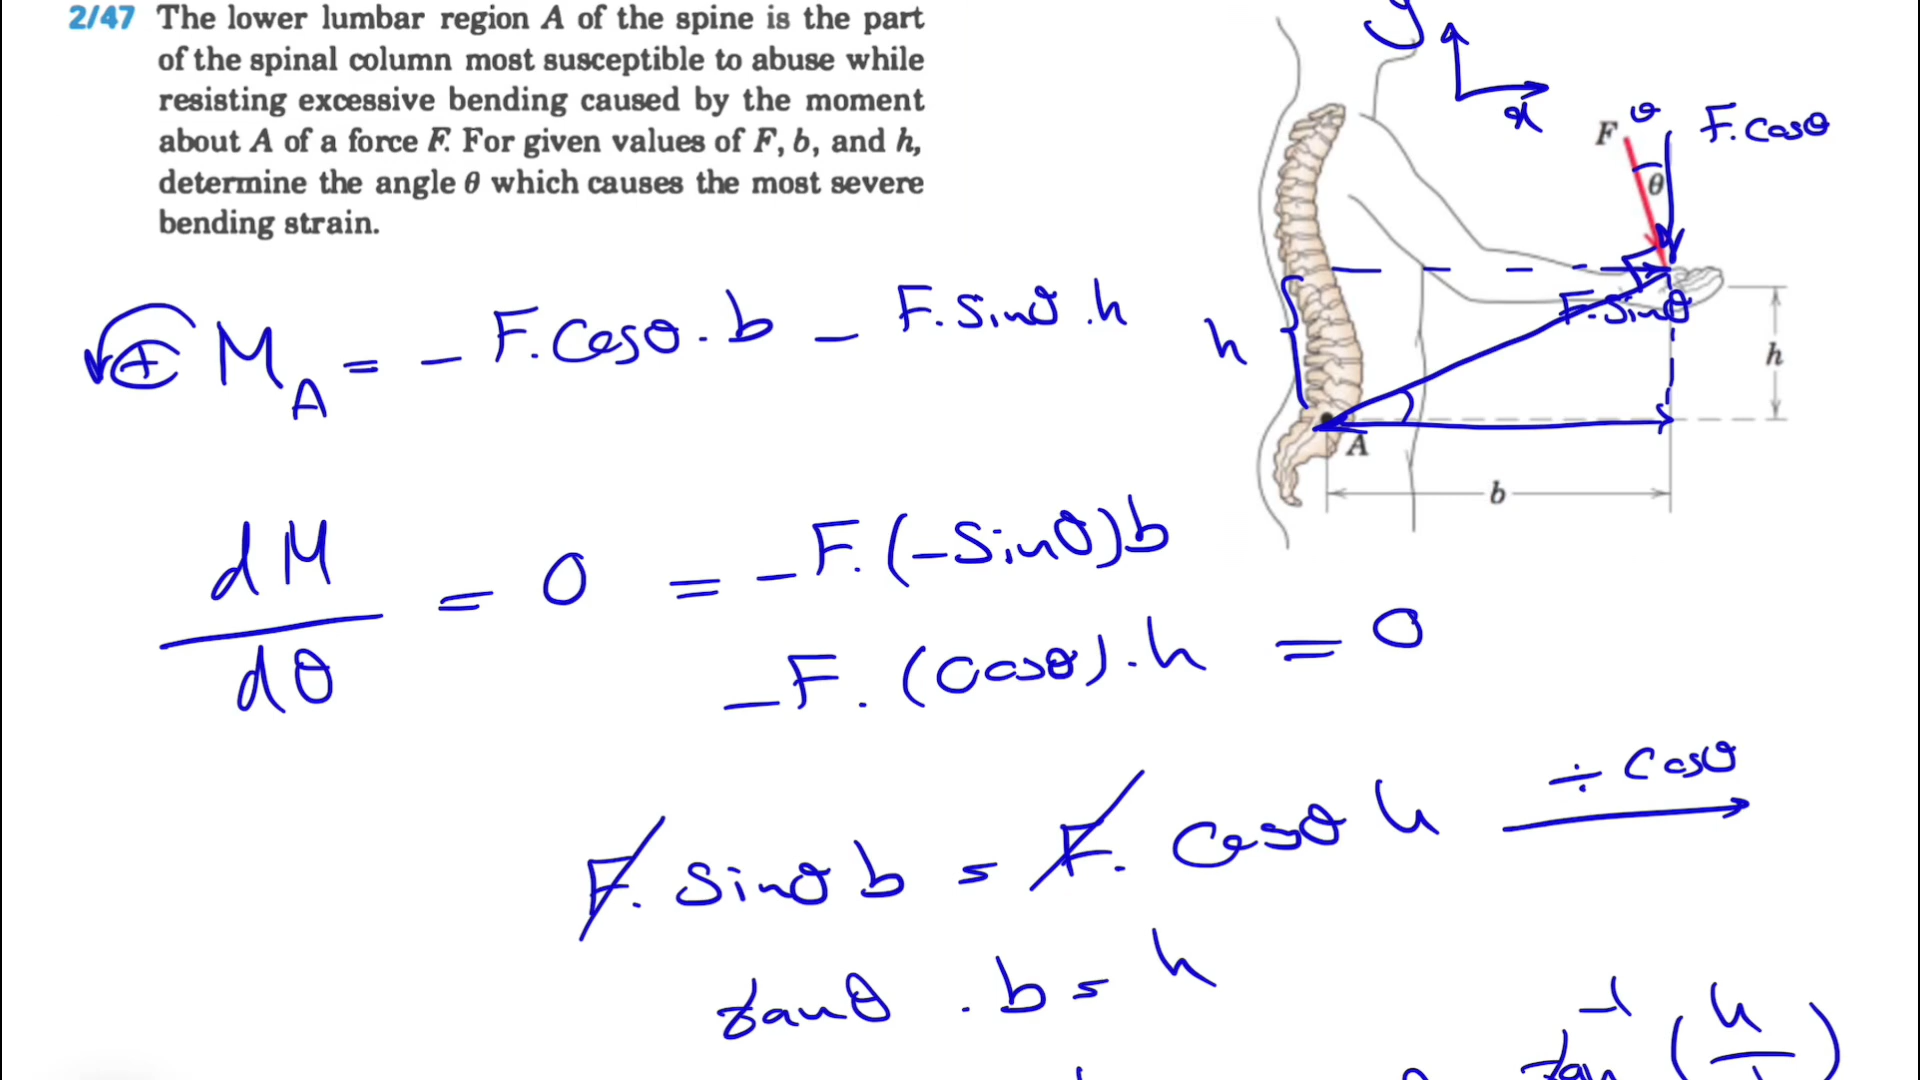 2/47 The lower lumbar region A of the spine is the part
of the spinal column most susceptible to abuse while
resisting excessive bending caused by the moment
about A of a force F. For given values of F, b, and h,
determine the angle θ which causes the most severe
bending strain.
y
x
F θ F.cosθ
θ
F.sinθ
h
h
A
b
+ M_A = - F.cosθ.b - F.sinθ.h
dM/dθ = 0 = -F.(-sinθ)b
-F.(cosθ).h = 0
F.sinθ b = F.cosθ h ÷ cosθ
tanθ . b = h
tan⁻¹(h